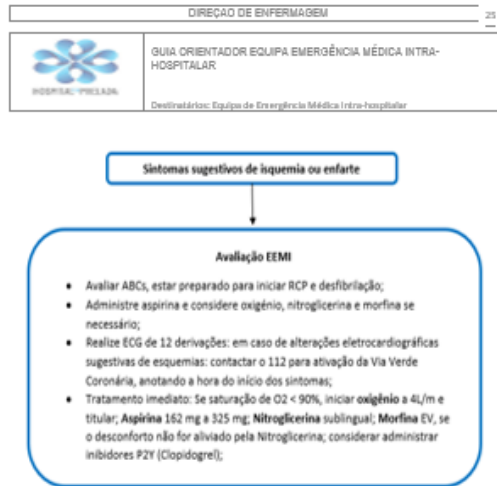 DIREÇAO DE ENFERMAGEM
25
HOSPITAL PRELADA
GUIA ORIENTADOR EQUIPA EMERGÊNCIA MÉDICA INTRA-
HOSPITALAR
Destinatários: Equipa de Emergência Médica Intra-hospitalar
Sintomas sugestivos de isquemia ou enfarte
Avaliação EEMI
• Avaliar ABCs, estar preparado para iniciar RCP e desfibrilação;
• Administre aspirina e considere oxigénio, nitroglicerina e morfina se
necessário;
• Realize ECG de 12 derivações: em caso de alterações eletrocardiográficas
sugestivas de esquemias: contactar o 112 para ativação da Via Verde
Coronária, anotando a hora do início dos sintomas;
• Tratamento imediato: Se saturação de O2 < 90%, iniciar oxigênio a 4L/m e
titular; Aspirina 162 mg a 325 mg; Nitroglicerina sublingual; Morfina EV, se
o desconforto não for aliviado pela Nitroglicerina; considerar administrar
inibidores P2Y (Clopidogrel);